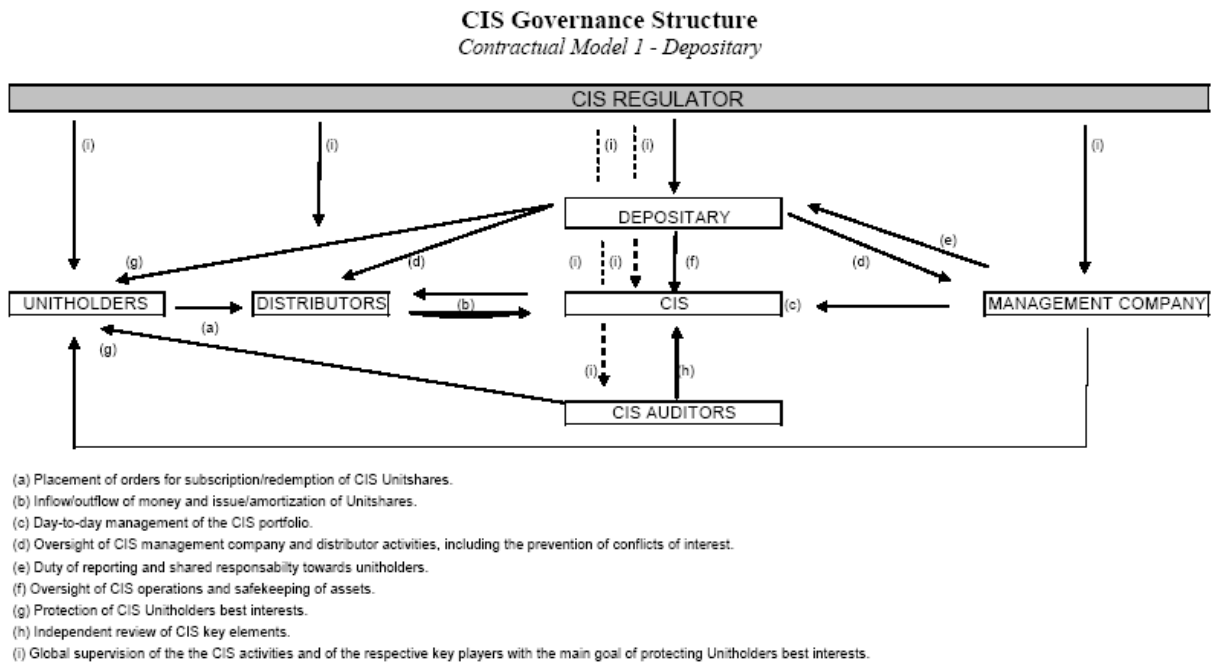 CIS Governance Structure
Contractual Model 1 - Depositary
CIS REGULATOR
(i)
(i)
(i)
(i)
(i)
DEPOSITARY
(g)
(d)
(i)
(i)
(f)
(d)
(e)
UNITHOLDERS
DISTRIBUTORS
(b)
CIS
(c)
MANAGEMENT COMPANY
(a)
(g)
(i)
(h)
CIS AUDITORS
(a) Placement of orders for subscription/redemption of CIS Unitshares.
(b) Inflow/outflow of money and issue/amortization of Unitshares.
(c) Day-to-day management of the CIS portfolio.
(d) Oversight of CIS management company and distributor activities, including the prevention of conflicts of interest.
(e) Duty of reporting and shared responsabilty towards unitholders.
(f) Oversight of CIS operations and safekeeping of assets.
(g) Protection of CIS Unitholders best interests.
(h) Independent review of CIS key elements.
(i) Global supervision of the the CIS activities and of the respective key players with the main goal of protecting Unitholders best interests.